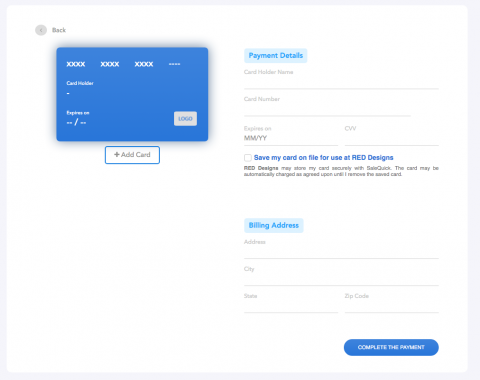 Back
XXXX XXXX XXXX ----
Card Holder
-
Expires on
-- / --
LOGO
+ Add Card
Payment Details
Card Holder Name
Card Number
Expires on CVV
MM/YY
Save my card on file for use at RED Designs
RED Designs may store my card securely with SaleQuick. The card may be
automatically charged as agreed upon until I remove the saved card.
Billing Address
Address
City
State Zip Code
COMPLETE THE PAYMENT